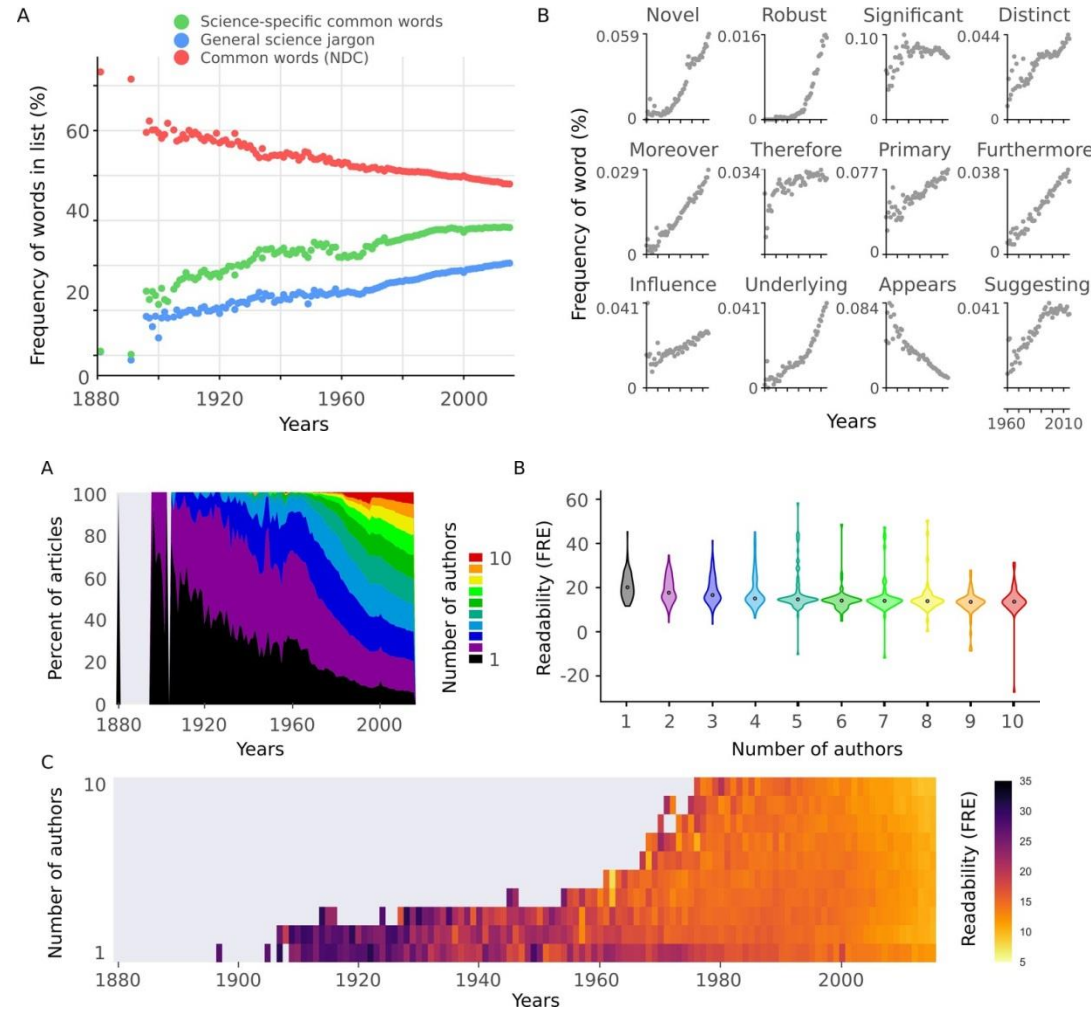 A
Science-specific common words
General science jargon
Common words (NDC)
Frequency of words in list (%)
60
40
20
0
1880
1920
1960
2000
Years
B
Frequency of word (%)
Novel
Robust
Significant
Distinct
0.059
0
0.016
0
0.10
0
0.044
0
Moreover
Therefore
Primary
Furthermore
0.029
0
0.034
0
0.077
0
0.038
0
Influence
Underlying
Appears
Suggesting
0.041
0
0.041
0
0.084
0
0.041
0
Years
1960
2010
A
Percent of articles
100
80
60
40
20
0
1880
1920
1960
2000
Years
Number of authors
10
1
B
Readability (FRE)
60
40
20
0
-20
1
2
3
4
5
6
7
8
9
10
Number of authors
C
Number of authors
10
1
1880
1900
1920
1940
1960
1980
2000
Years
Readability (FRE)
35
30
25
20
15
10
5